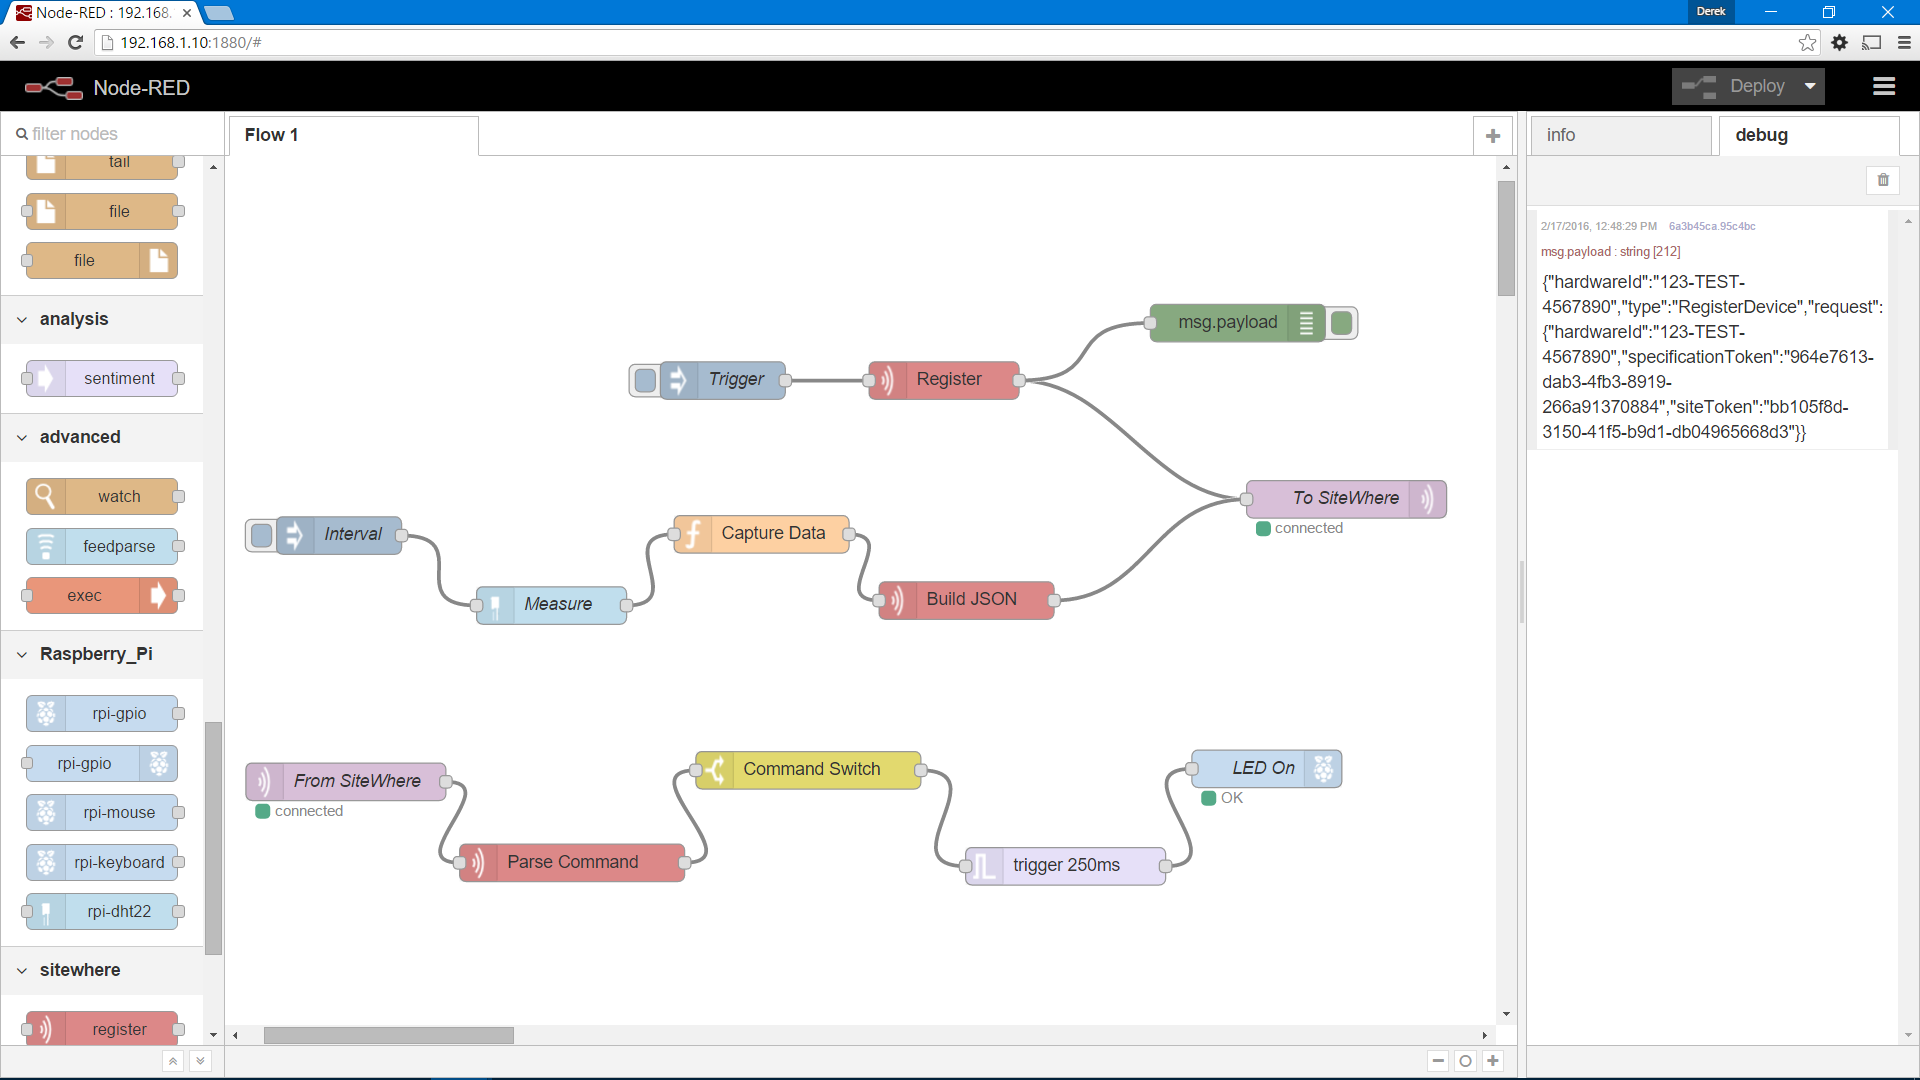 Node-RED : 192.168.
Derek
192.168.1.10:1880/#
Node-RED
Deploy
filter nodes
tail
file
file
analysis
sentiment
advanced
watch
feedparse
exec
Raspberry_Pi
rpi-gpio
rpi-gpio
rpi-mouse
rpi-keyboard
rpi-dht22
sitewhere
register
Flow 1
msg.payload
Trigger
Register
To SiteWhere
connected
Interval
Capture Data
Measure
Build JSON
From SiteWhere
connected
Command Switch
LED On
OK
Parse Command
trigger 250ms
info
debug
2/17/2016, 12:48:29 PM 6a3b45ca.95c4bc
msg.payload : string [212]
{"hardwareId":"123-TEST-
4567890","type":"RegisterDevice","request":
{"hardwareId":"123-TEST-
4567890","specificationToken":"964e7613-
dab3-4fb3-8919-
266a91370884","siteToken":"bb105f8d-
3150-41f5-b9d1-db04965668d3"}}